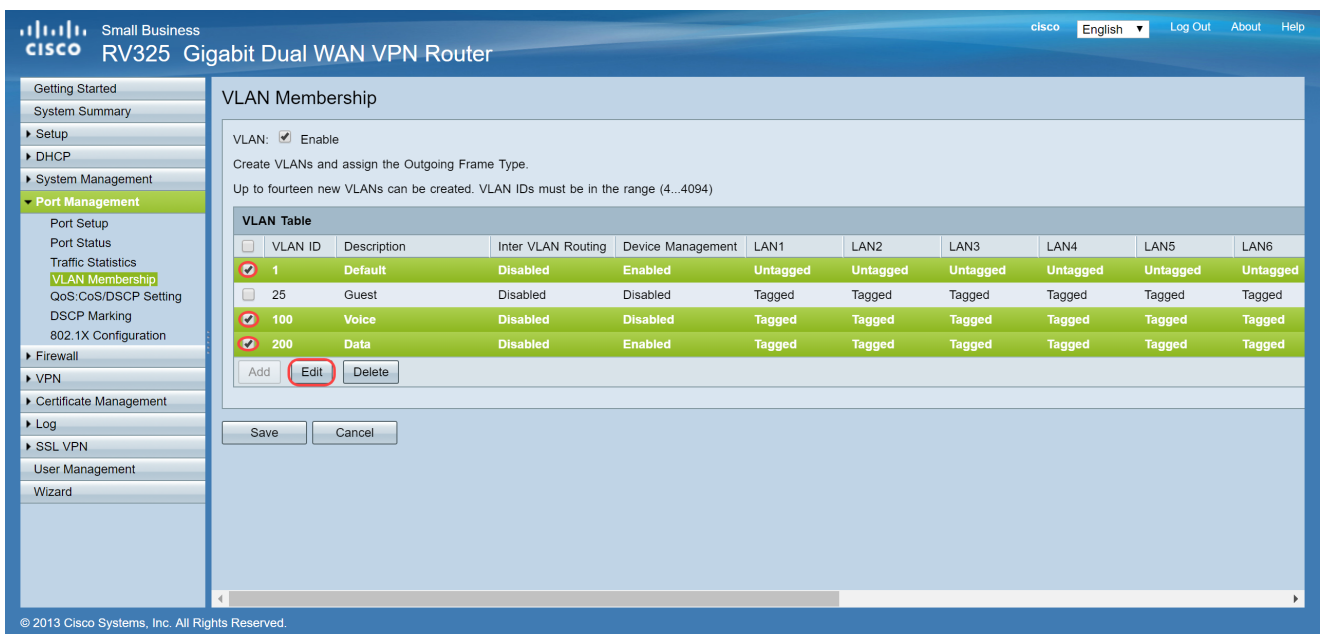 Small Business
cisco English Log Out About Help
CISCO RV325 Gigabit Dual WAN VPN Router
Getting Started
System Summary
Setup
DHCP
System Management
Port Management
Port Setup
Port Status
Traffic Statistics
VLAN Membership
QoS:CoS/DSCP Setting
DSCP Marking
802.1X Configuration
Firewall
VPN
Certificate Management
Log
SSL VPN
User Management
Wizard
VLAN Membership
VLAN: Enable
Create VLANs and assign the Outgoing Frame Type.
Up to fourteen new VLANs can be created. VLAN IDs must be in the range (4...4094)
VLAN Table
VLAN ID Description Inter VLAN Routing Device Management LAN1 LAN2 LAN3 LAN4 LAN5 LAN6
1 Default Disabled Enabled Untagged Untagged Untagged Untagged Untagged Untagged
25 Guest Disabled Disabled Tagged Tagged Tagged Tagged Tagged Tagged
100 Voice Disabled Disabled Tagged Tagged Tagged Tagged Tagged Tagged
200 Data Disabled Enabled Tagged Tagged Tagged Tagged Tagged Tagged
Add Edit Delete
Save Cancel
© 2013 Cisco Systems, Inc. All Rights Reserved.